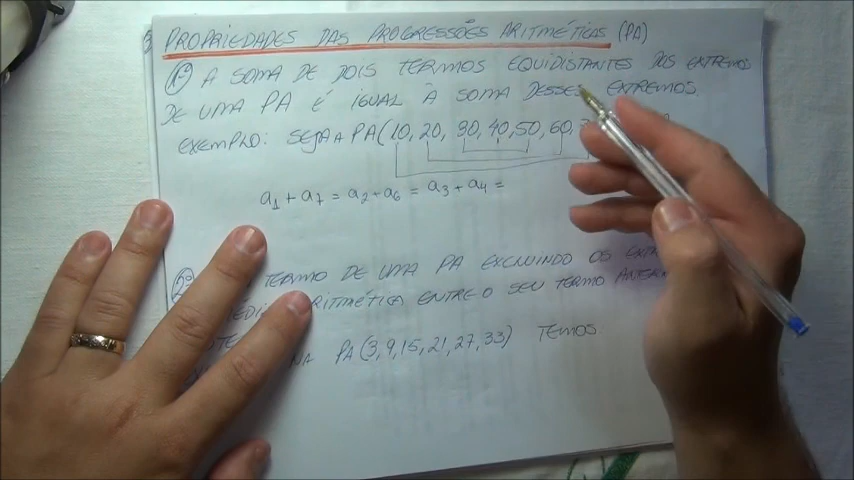 PROPRIEDADES DAS PROGRESSÕES ARITMÉTICAS (PA)
1ª A SOMA DE DOIS TERMOS EQUIDISTANTES DOS EXTREMOS
DE UMA PA É IGUAL À SOMA DESSES EXTREMOS.
EXEMPLO: SEJA A PA(10, 20, 30, 40, 50, 60,
a1 + a7 = a2 + a6 = a3 + a4 =
TERMO DE UMA PA EXCLUINDO OS
ARITMÉTICA ENTRE O SEU TERMO
NA PA(3, 9, 15, 21, 27, 33) TEMOS